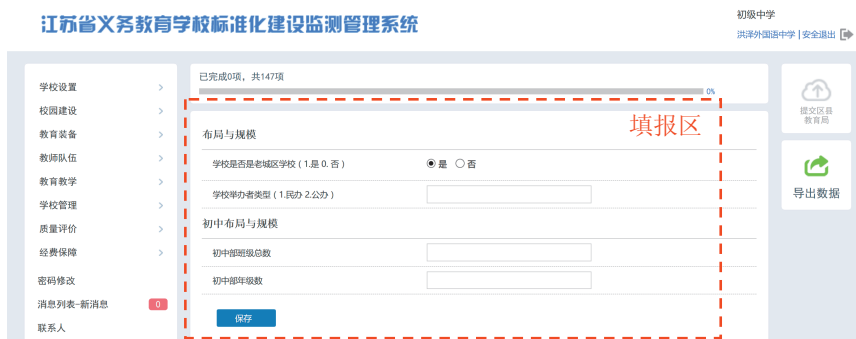 江苏省义务教育学校标准化建设监测管理系统
初级中学
洪泽外国语中学 | 安全退出
学校设置
校园建设
教育装备
教师队伍
教育教学
学校管理
质量评价
经费保障
密码修改
消息列表-新消息 0
联系人
已完成0项，共147项
0%
填报区
布局与规模
学校是否是老城区学校（1.是 0. 否） 是 否
学校举办者类型（1.民办 2.公办）
初中布局与规模
初中部班级总数
初中部年级数
保存
提交区县
教育局
导出数据